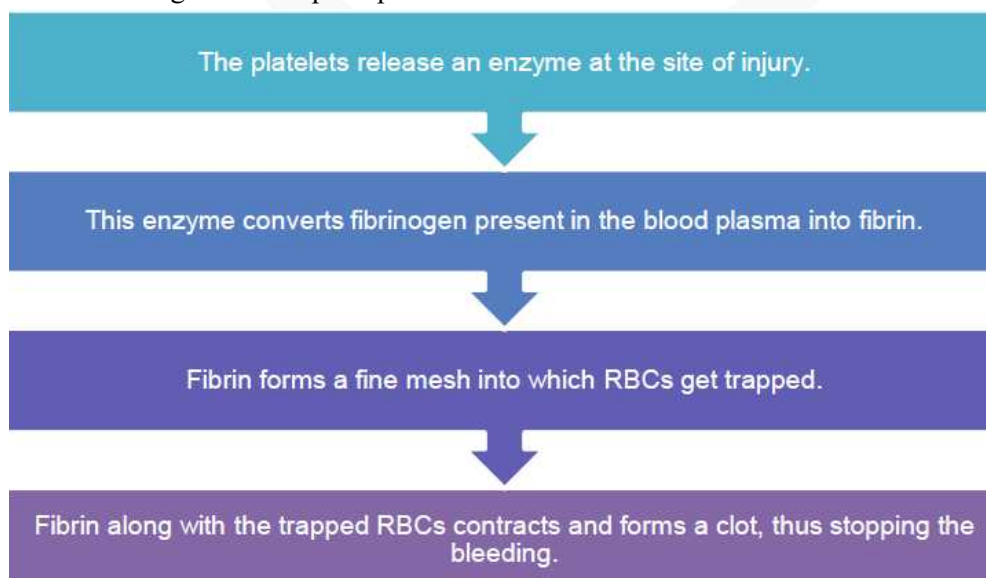 The platelets release an enzyme at the site of injury.
This enzyme converts fibrinogen present in the blood plasma into fibrin.
Fibrin forms a fine mesh into which RBCs get trapped.
Fibrin along with the trapped RBCs contracts and forms a clot, thus stopping the
bleeding.